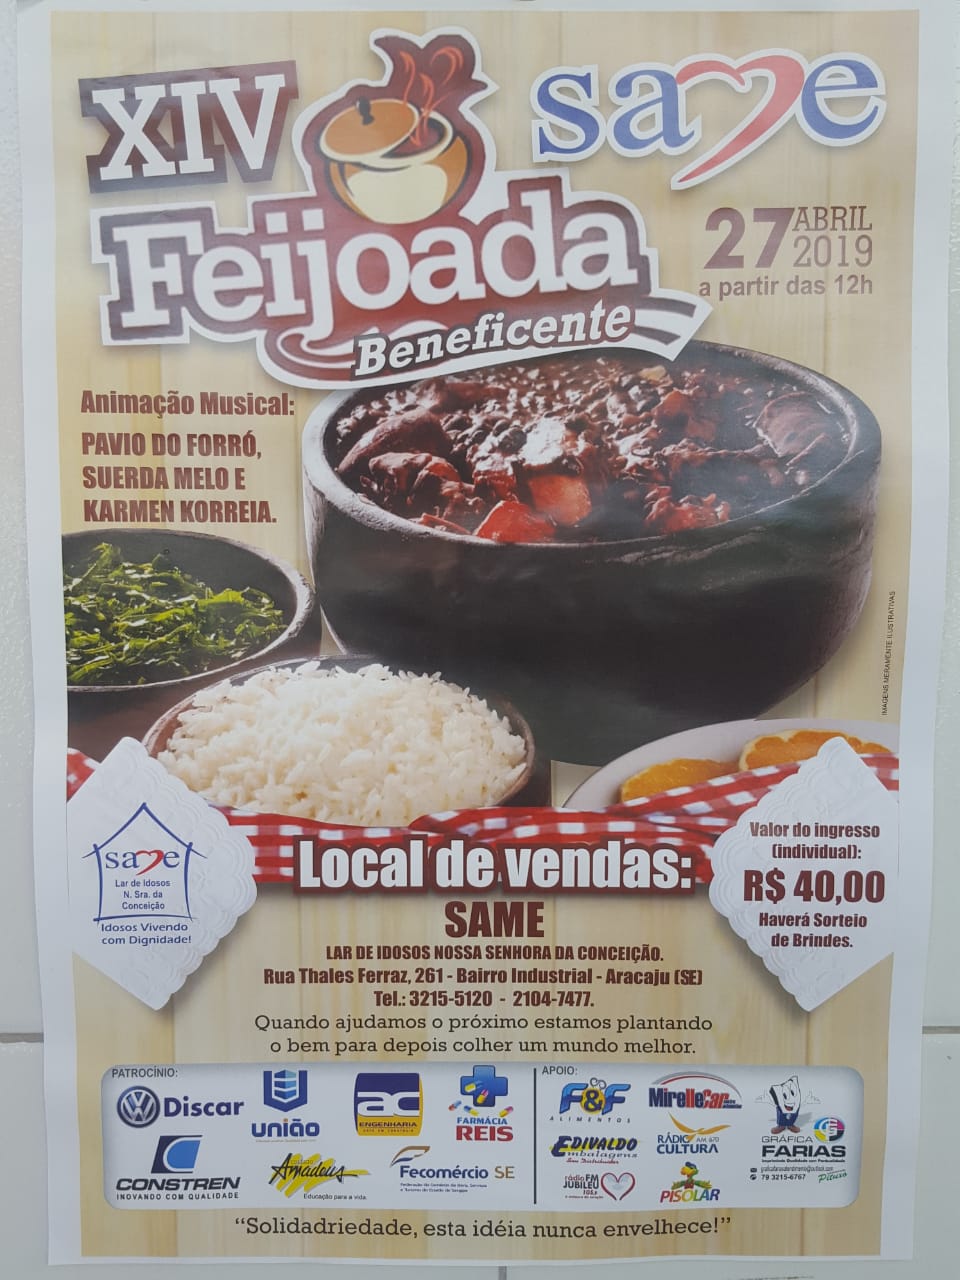 XIV
Feijoada
Beneficente
same
27 ABRIL
2019
a partir das 12h
Animação Musical:
PAVIO DO FORRÓ,
SUERDA MELO E
KARMEN KORREIA.
IMAGENS MERAMENTE ILUSTRATIVAS
same
Lar de Idosos
N. Sra. da
Conceição
Idosos Vivendo
com Dignidade!
Valor do ingresso
(individual):
R$ 40,00
Haverá Sorteio
de Brindes.
Local de vendas:
SAME
LAR DE IDOSOS NOSSA SENHORA DA CONCEIÇÃO.
Rua Thales Ferraz, 261 - Bairro Industrial - Aracaju (SE)
Tel.: 3215-5120 - 2104-7477.
Quando ajudamos o próximo estamos plantando
o bem para depois colher um mundo melhor.
PATROCÍNIO:
Discar
união
ac
ENGENHARIA
FARMÁCIA
REIS
CONSTREN
INOVANDO COM QUALIDADE
Amadeus
Educação para a vida.
Fecomércio SE
APOIO:
F&F
ALIMENTOS
MirelleCar
EDIVALDO
Embalagens
RÁDIO AM 670
CULTURA
rádio FM
JUBILEU
PISOLAR
GRÁFICA
FARIAS
79 3215-6767
“Solidadriedade, esta idéia nunca envelhece!”